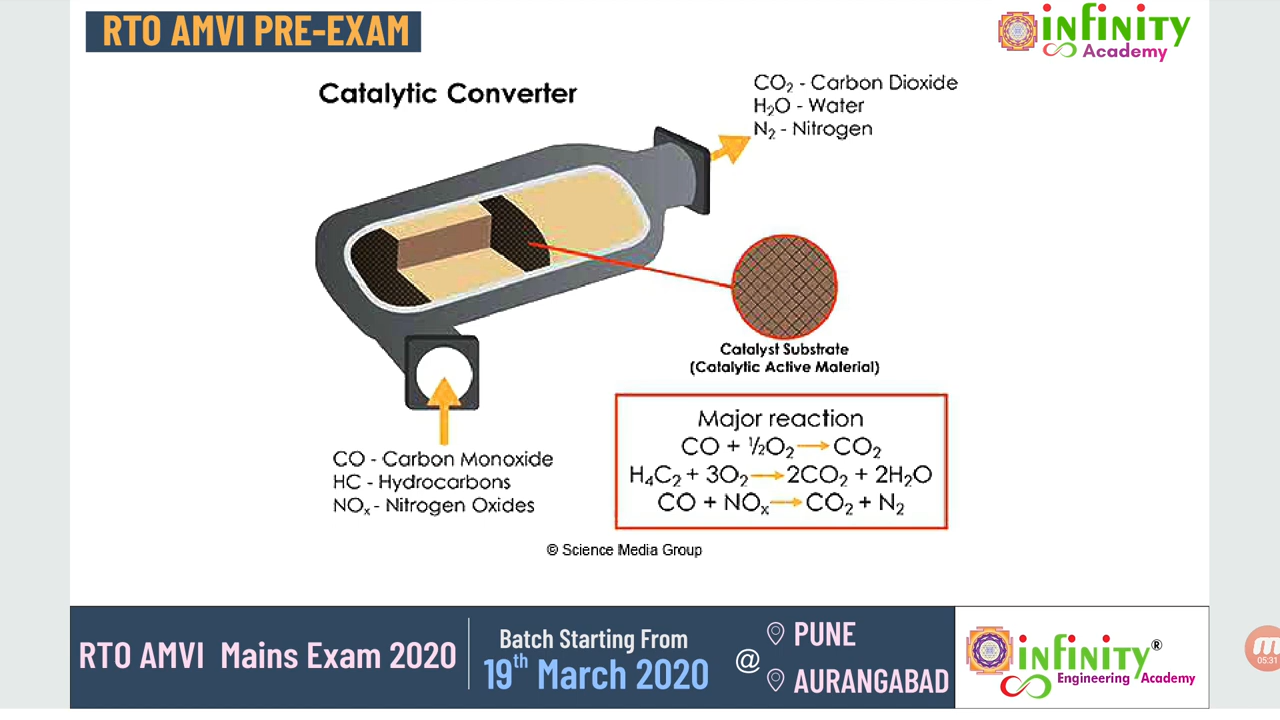 RTO AMVI PRE-EXAM
infinity
Academy
Catalytic Converter
CO₂ - Carbon Dioxide
H₂O - Water
N₂ - Nitrogen
Catalyst Substrate
(Catalytic Active Material)
Major reaction
CO + ½O₂ → CO₂
H₄C₂ + 3O₂ → 2CO₂ + 2H₂O
CO + NOₓ → CO₂ + N₂
CO - Carbon Monoxide
HC - Hydrocarbons
NOₓ - Nitrogen Oxides
© Science Media Group
RTO AMVI Mains Exam 2020
Batch Starting From
19th March 2020
@
PUNE
AURANGABAD
infinity®
Engineering Academy
05:31